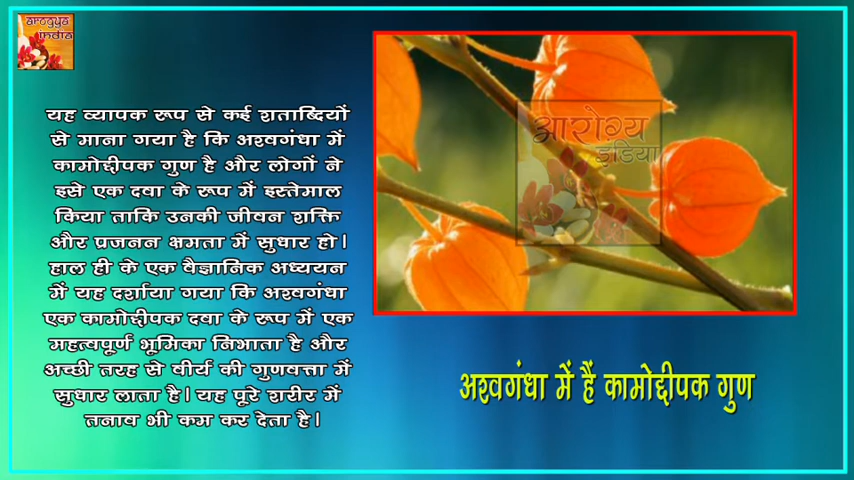 arogya
india
यह व्यापक रूप से कई शताब्दियों
से माना गया है कि अश्वगंधा में
कामोद्दीपक गुण है और लोगों ने
इसे एक दवा के रूप में इस्तेमाल
किया ताकि उनकी जीवन शक्ति
और प्रजनन क्षमता में सुधार हो।
हाल ही के एक वैज्ञानिक अध्ययन
में यह दर्शाया गया कि अश्वगंधा
एक कामोद्दीपक दवा के रूप में एक
महत्वपूर्ण भूमिका निभाता है और
अच्छी तरह से वीर्य की गुणवत्ता में
सुधार लाता है। यह पूरे शरीर में
तनाव भी कम कर देता है।
आरोग्य
इंडिया
अश्वगंधा में हैं कामोद्दीपक गुण